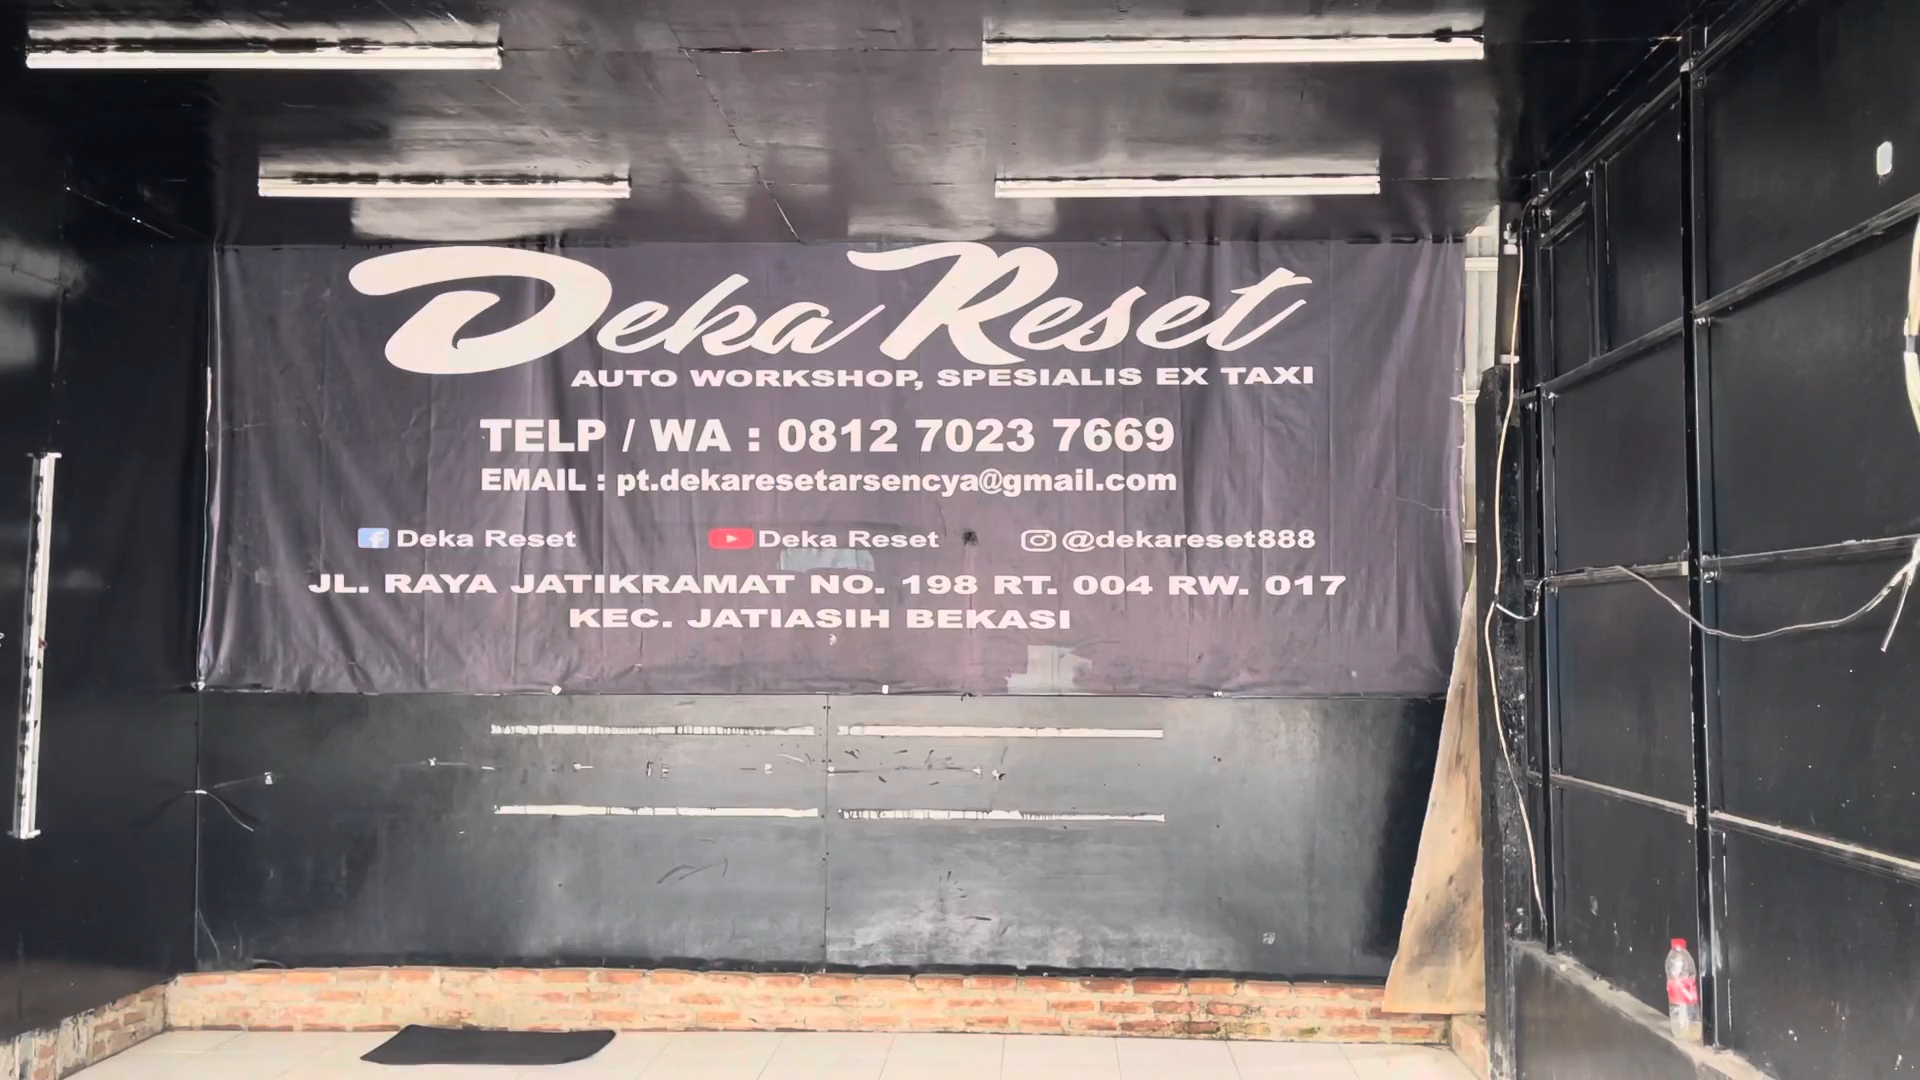 Deka Reset
AUTO WORKSHOP, SPESIALIS EX TAXI
TELP / WA : 0812 7023 7669
EMAIL : pt.dekaresetarsencya@gmail.com
Deka Reset Deka Reset @dekareset888
JL. RAYA JATIKRAMAT NO. 198 RT. 004 RW. 017
KEC. JATIASIH BEKASI